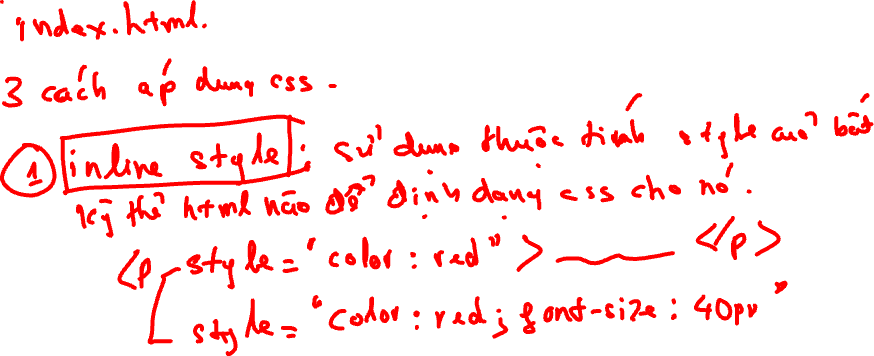 index.html.
3 cách áp dụng css.
① inline style: sử dụng thuộc tính style của bất
kỳ thẻ html nào để định dạng css cho nó.
<p style="color: red"> ______ </p>
style="color: red; font-size: 40px"